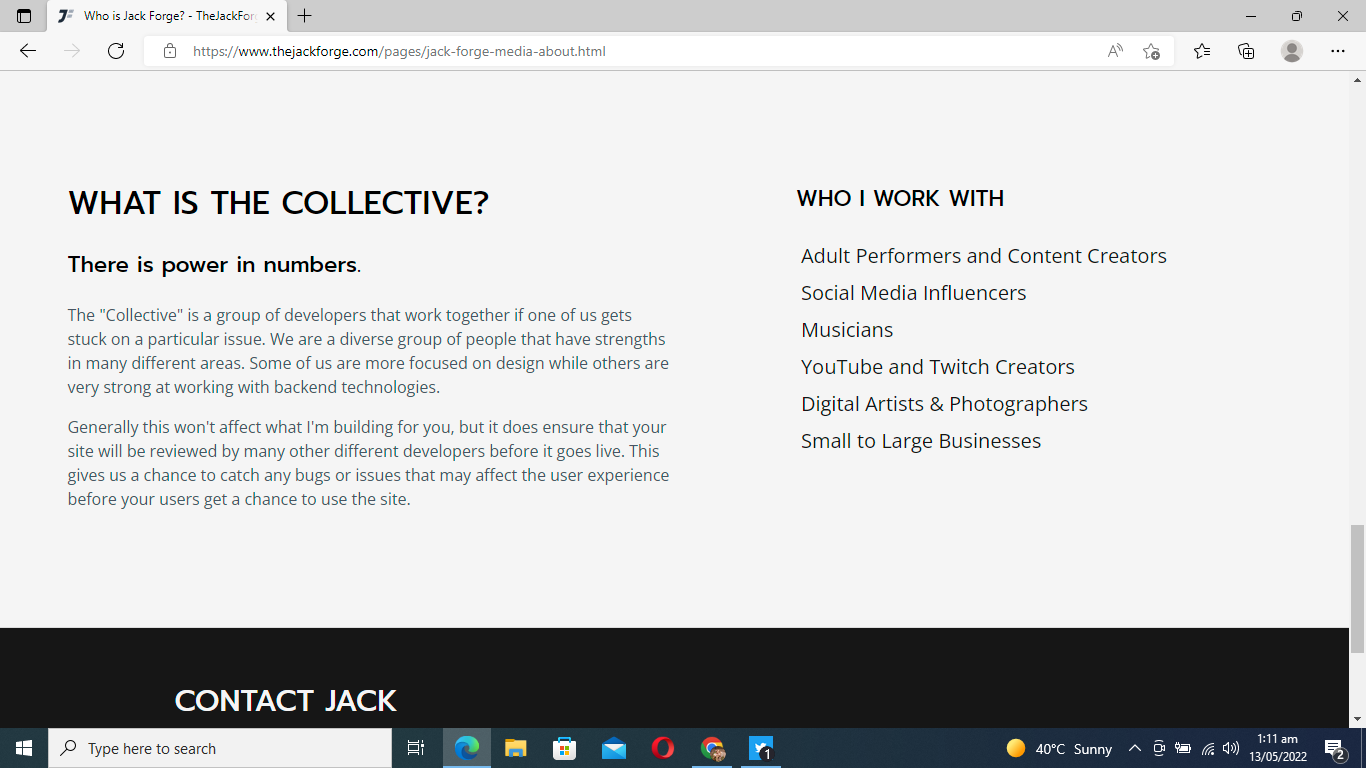 Who is Jack Forge? - TheJackFor
https://www.thejackforge.com/pages/jack-forge-media-about.html
WHAT IS THE COLLECTIVE?
There is power in numbers.
The "Collective" is a group of developers that work together if one of us gets
stuck on a particular issue. We are a diverse group of people that have strengths
in many different areas. Some of us are more focused on design while others are
very strong at working with backend technologies.
Generally this won't affect what I'm building for you, but it does ensure that your
site will be reviewed by many other different developers before it goes live. This
gives us a chance to catch any bugs or issues that may affect the user experience
before your users get a chance to use the site.
WHO I WORK WITH
Adult Performers and Content Creators
Social Media Influencers
Musicians
YouTube and Twitch Creators
Digital Artists & Photographers
Small to Large Businesses
CONTACT JACK
Type here to search
1
40°C Sunny
1:11 am
13/05/2022
2